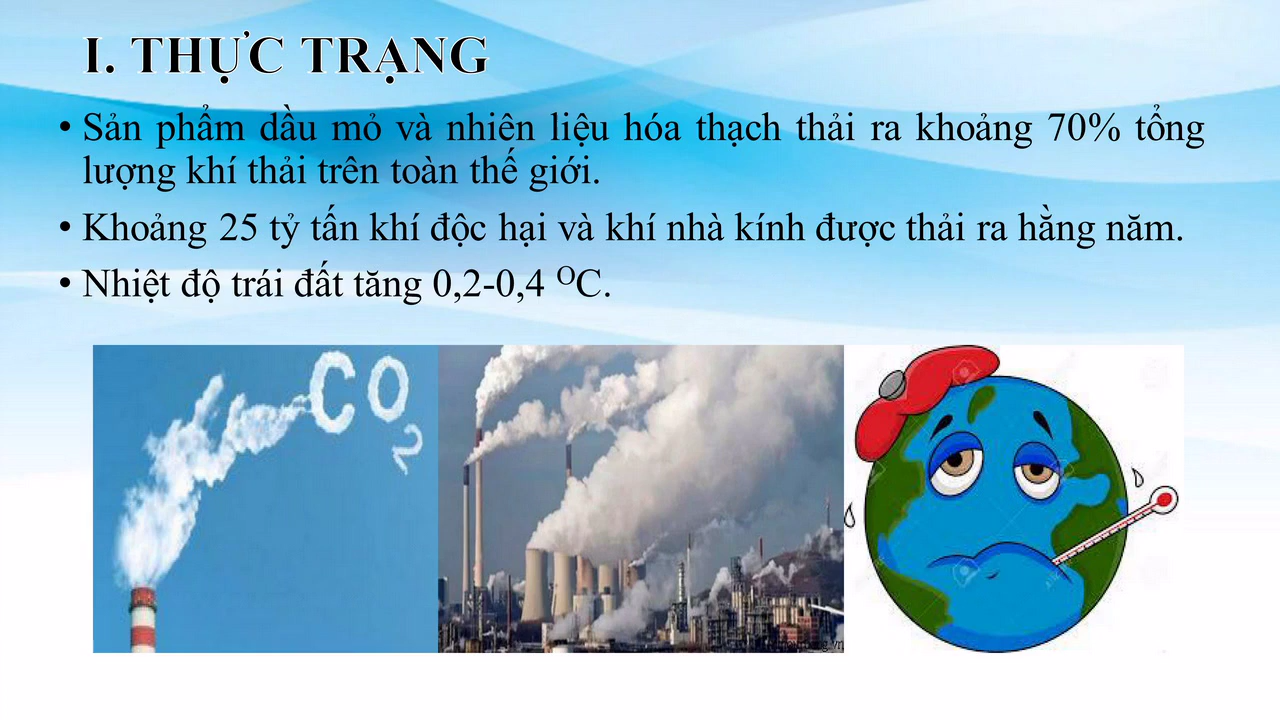 I. THỰC TRẠNG
• Sản phẩm dầu mỏ và nhiên liệu hóa thạch thải ra khoảng 70% tổng
lượng khí thải trên toàn thế giới.
• Khoảng 25 tỷ tấn khí độc hại và khí nhà kính được thải ra hằng năm.
• Nhiệt độ trái đất tăng 0,2-0,4 ᴼC.
CO₂